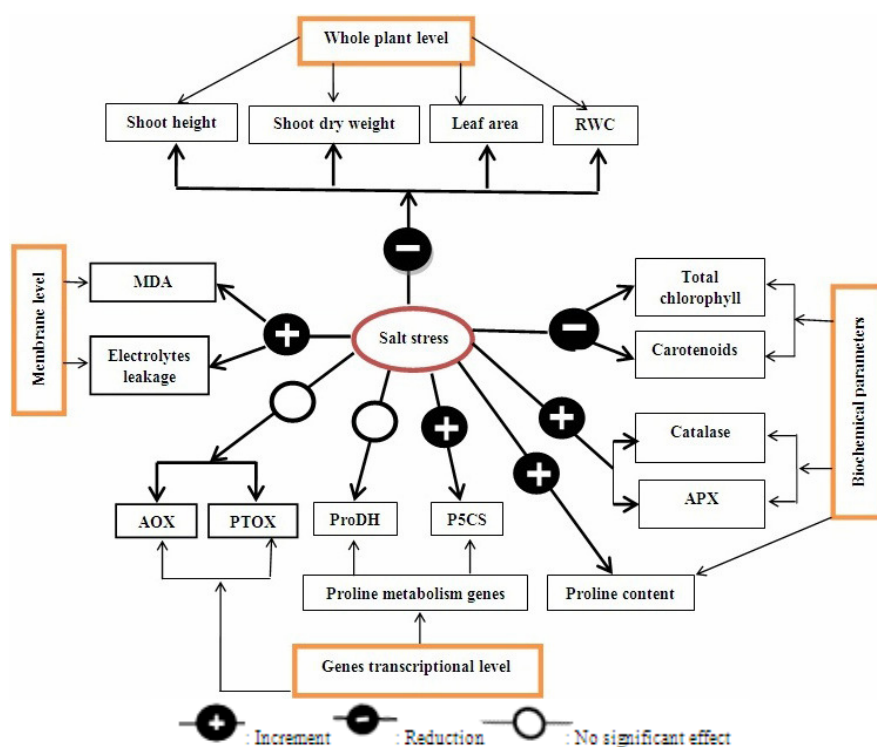 Whole plant level
Shoot height
Shoot dry weight
Leaf area
RWC
Membrane level
MDA
Electrolytes
leakage
Salt stress
Total
chlorophyll
Carotenoids
Biochemical parameters
Catalase
APX
AOX
PTOX
ProDH
P5CS
Proline metabolism genes
Proline content
Genes transcriptional level
: Increment
: Reduction
: No significant effect